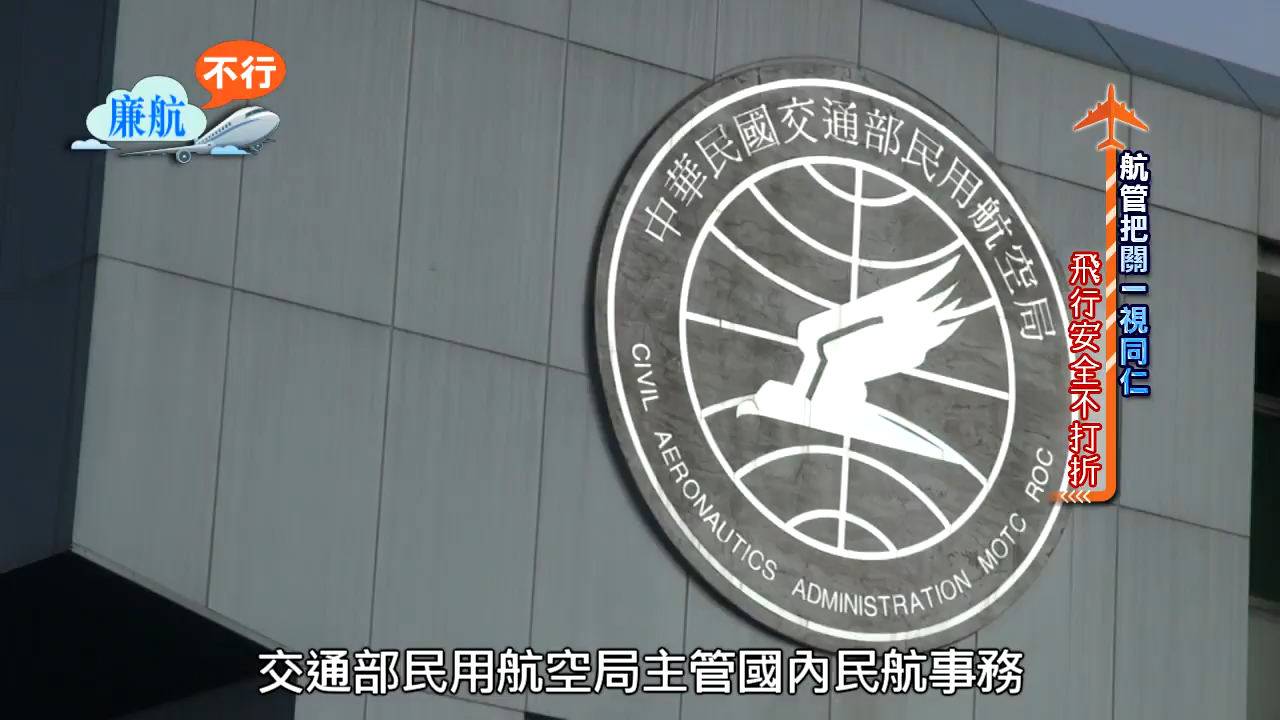 不行
廉航
中華民國交通部民用航空局
CIVIL AERONAUTICS ADMINISTRATION MOTC ROC
航管把關一視同仁
飛行安全不打折
交通部民用航空局主管國內民航事務